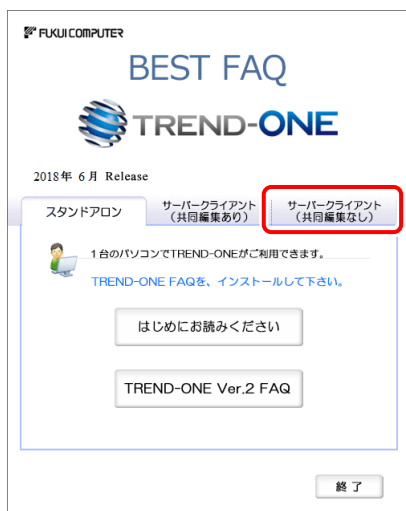 FUKUI COMPUTER
BEST FAQ
TREND-ONE
2018年 6月 Release
スタンドアロン
サーバークライアント
（共同編集あり）
サーバークライアント
（共同編集なし）
1台のパソコンでTREND-ONEがご利用できます。
TREND-ONE FAQを、インストールして下さい。
はじめにお読みください
TREND-ONE Ver.2 FAQ
終 了